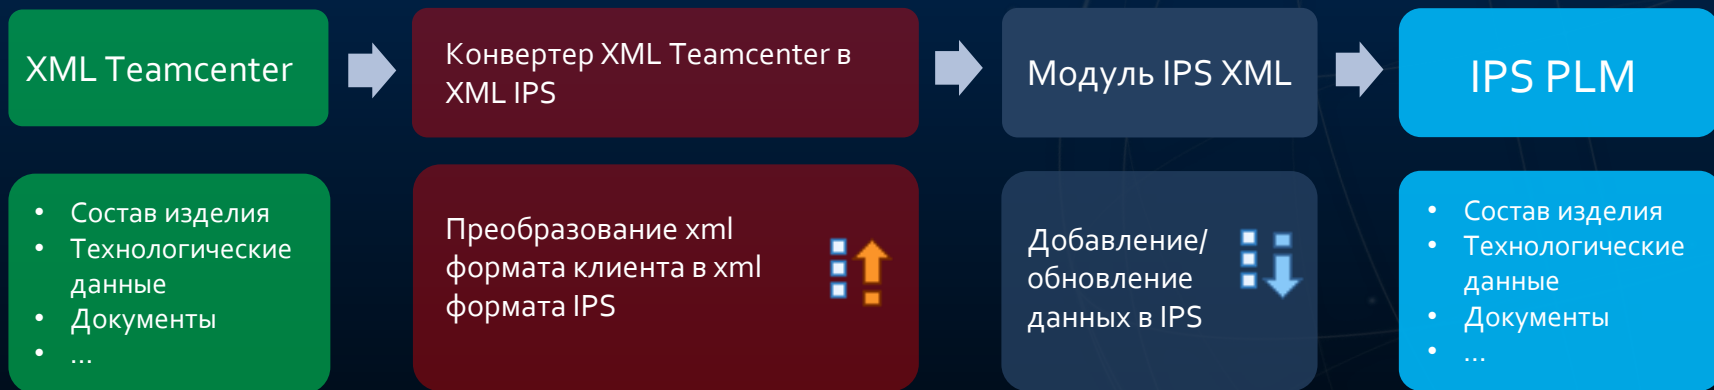 XML Teamcenter
Конвертер XML Teamcenter в
XML IPS
Модуль IPS XML
IPS PLM
• Состав изделия
• Технологические
данные
• Документы
• ...
Преобразование xml
формата клиента в xml
формата IPS
Добавление/
обновление
данных в IPS
• Состав изделия
• Технологические
данные
• Документы
• ...